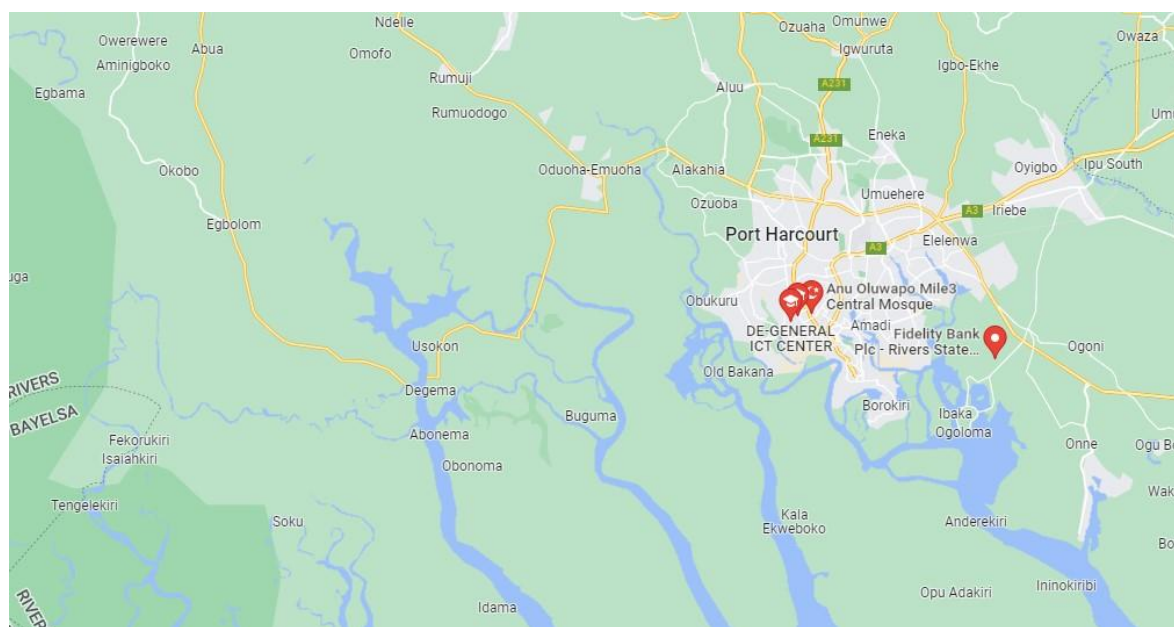 Ndelle
Omunwe
Ozuaha
Owerewere
Abua
Omofo
Igwuruta
Owaza
Aminigboko
Rumuji
Igbo-Ekhe
Egbama
Aluu
A231
Rumuodogo
Eneka
A231
Oyigbo
Ipu South
Okobo
Oduoha-Emuoha
Alakahia
Umuehere
Ozuoba
A3
Iriebe
Egbolom
Port Harcourt
A3
Elelenwa
Obukuru
Anu Oluwapo Mile3
Central Mosque
DE-GENERAL
ICT CENTER
Amadi
Fidelity Bank
Plc - Rivers State...
Usokon
Ogoni
Old Bakana
RIVERS
BAYELSA
Degema
Borokiri
Ibaka
Buguma
Ogoloma
Fekorukiri
Abonema
Onne
Isaiahkiri
Obonoma
Tengelekiri
Soku
Kala
Ekweboko
Anderekiri
Opu Adakiri
Ininokiribi
Idama